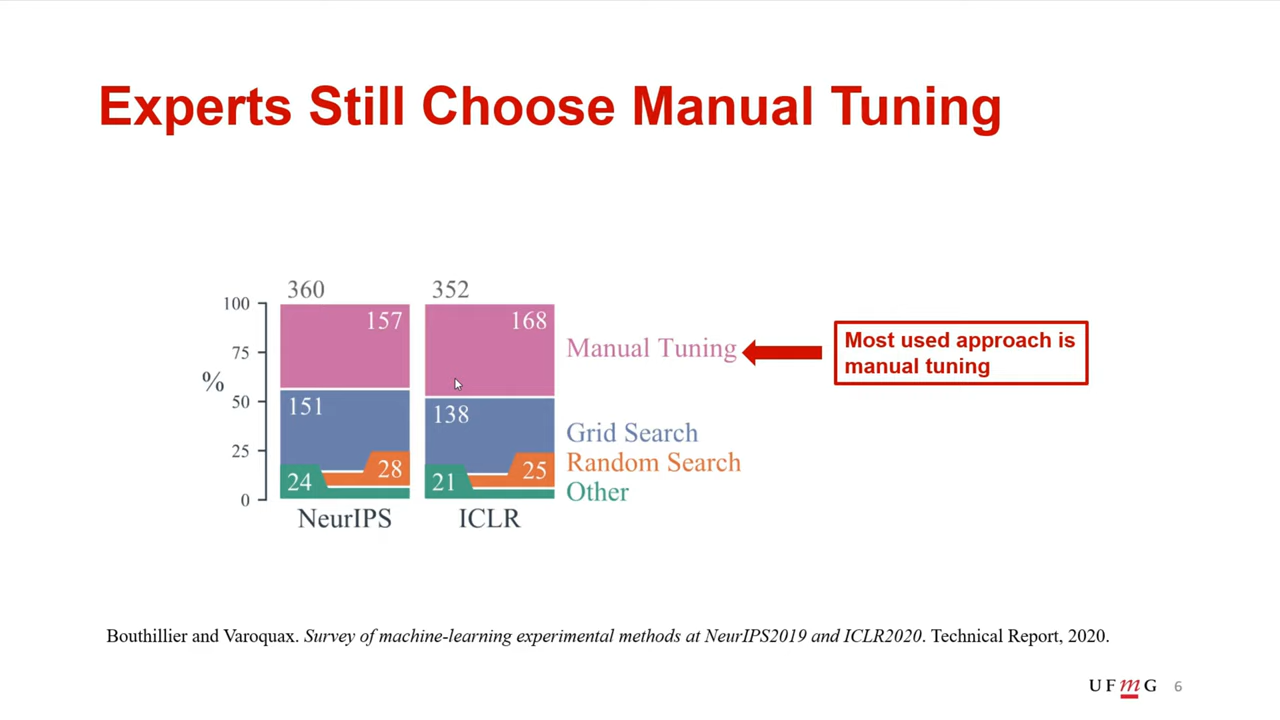 Experts Still Choose Manual Tuning
360
352
100
75
50
25
0
%
157
168
151
138
28
25
24
21
Manual Tuning
Grid Search
Random Search
Other
NeurIPS
ICLR
Most used approach is
manual tuning
Bouthillier and Varoquax. Survey of machine-learning experimental methods at NeurIPS2019 and ICLR2020. Technical Report, 2020.
UFmG
6